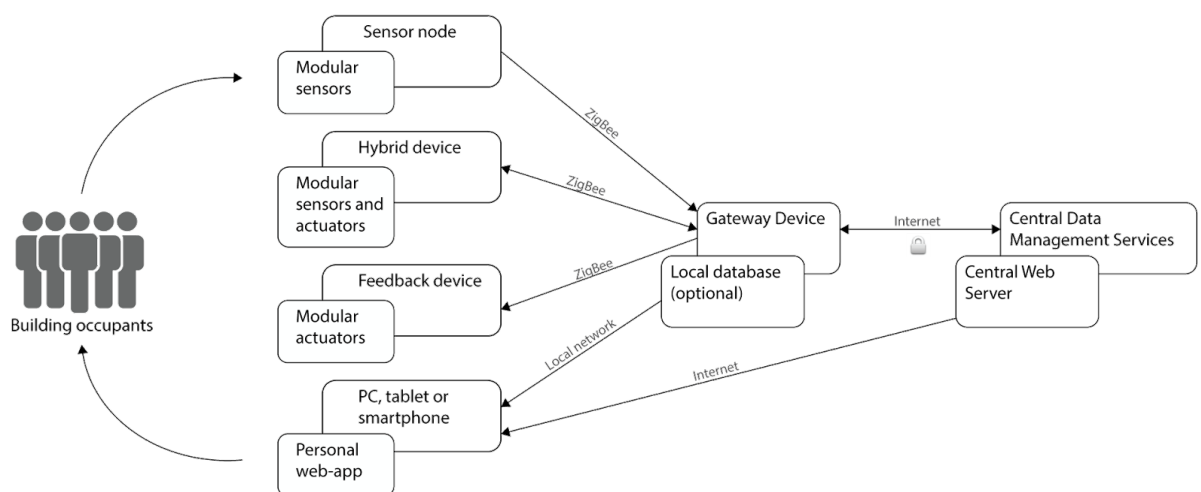 Sensor node
Modular
sensors
ZigBee
Hybrid device
Modular
sensors and
actuators
ZigBee
Gateway Device
Local database
(optional)
Internet
Central Data
Management Services
Central Web
Server
Building occupants
Feedback device
Modular
actuators
ZigBee
Local network
Internet
PC, tablet or
smartphone
Personal
web-app